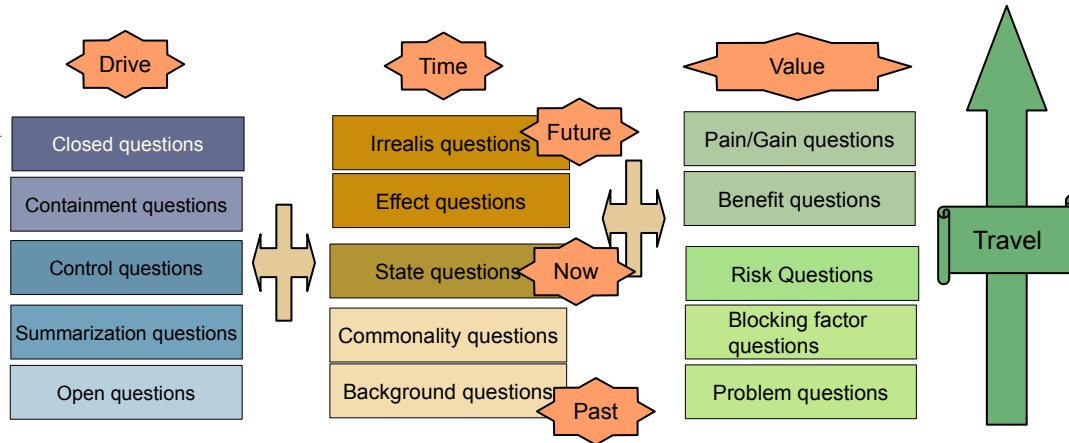 Drive
Closed questions
Containment questions
Control questions
Summarization questions
Open questions
Time
Future
Irrealis questions
Effect questions
State questions
Now
Commonality questions
Background questions
Past
Value
Pain/Gain questions
Benefit questions
Risk Questions
Blocking factor
questions
Problem questions
Travel